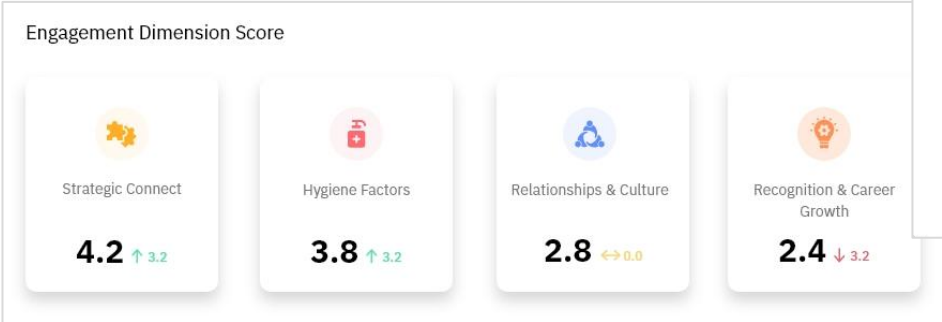 Engagement Dimension Score
Strategic Connect
4.2 ↑ 3.2
Hygiene Factors
3.8 ↑ 3.2
Relationships & Culture
2.8 ↔ 0.0
Recognition & Career
Growth
2.4 ↓ 3.2